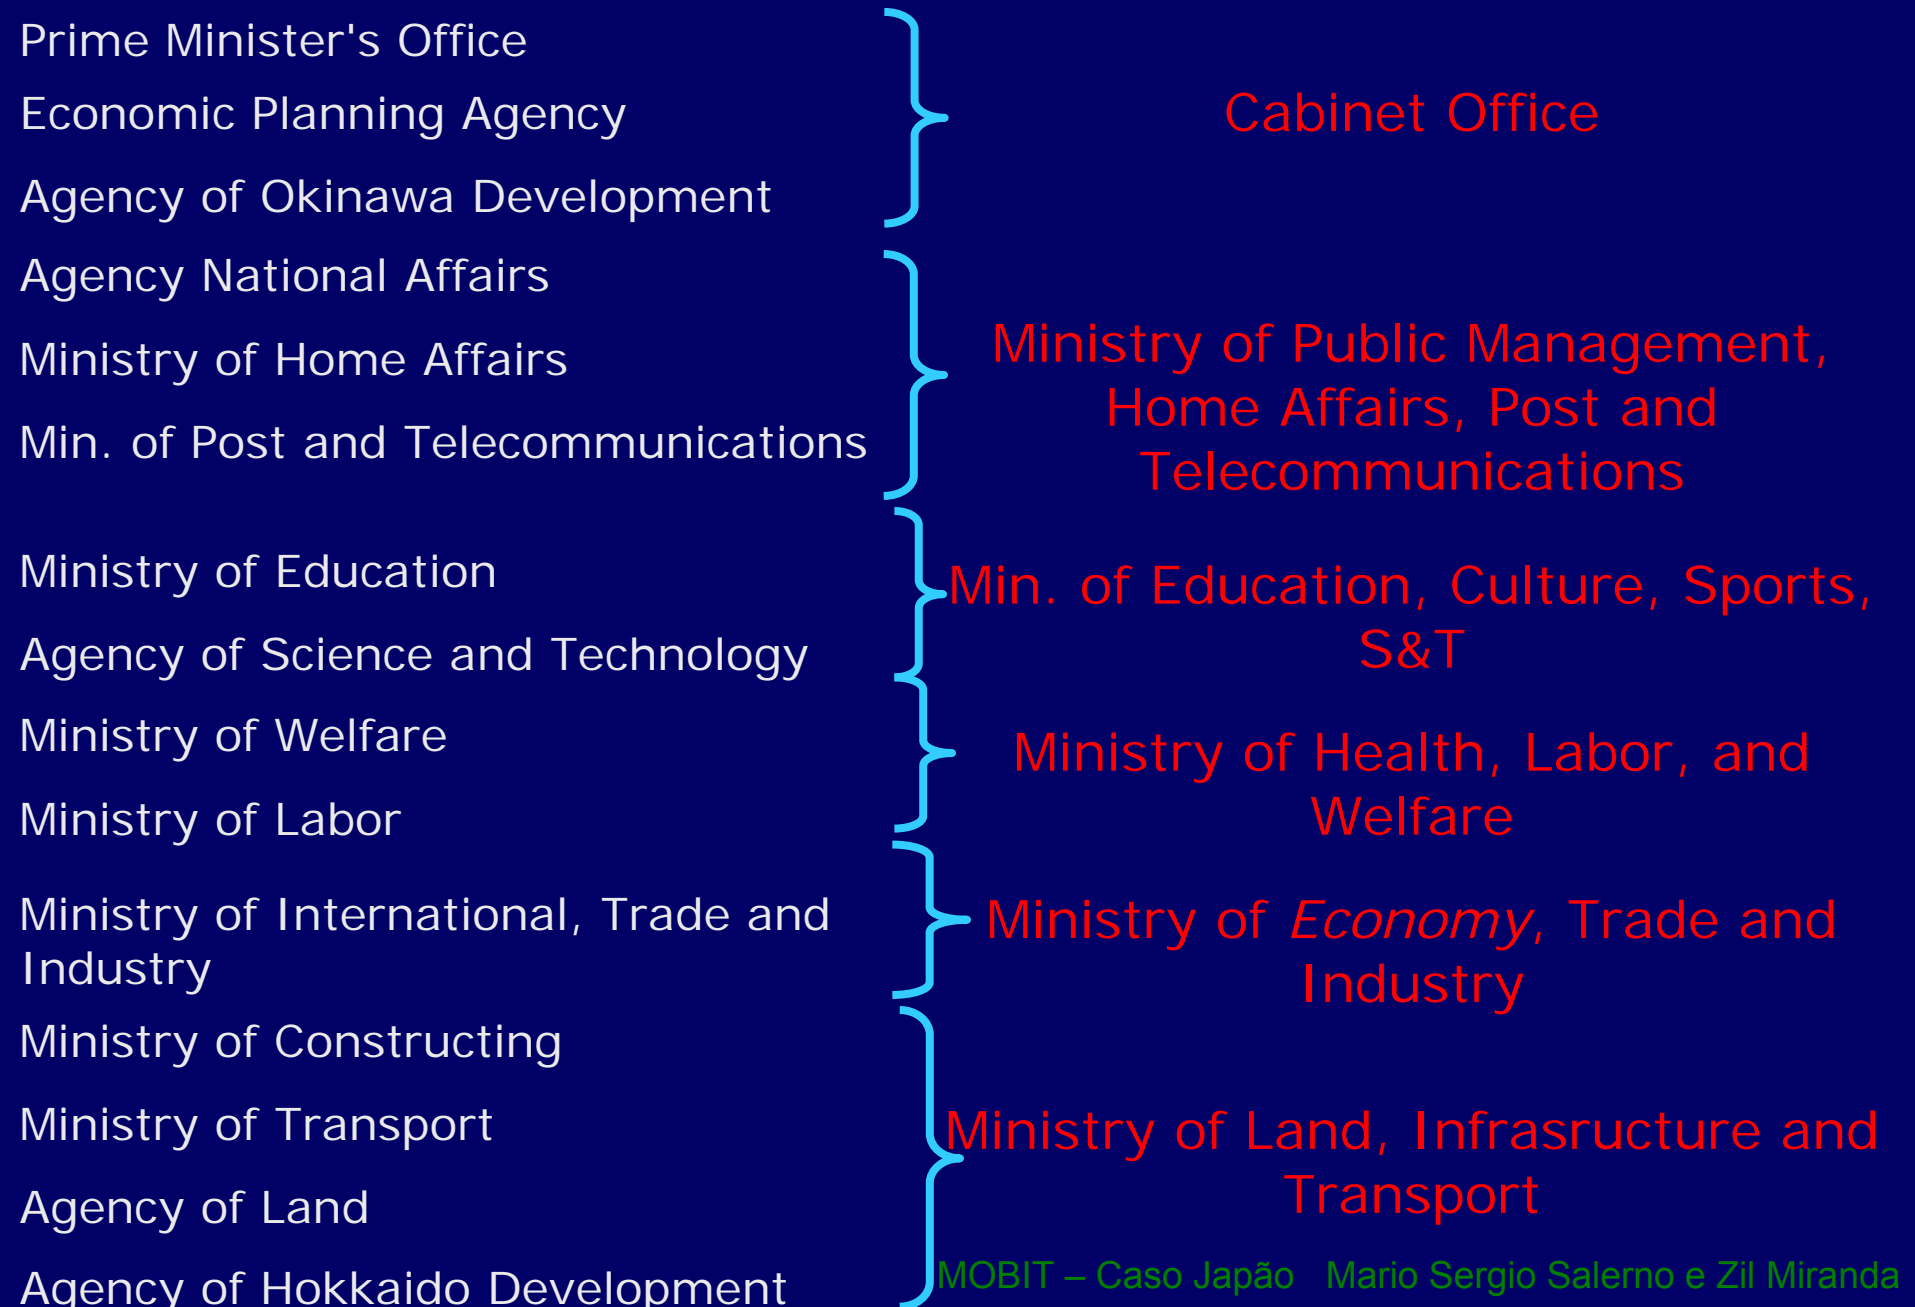 Prime Minister's Office
Economic Planning Agency
Agency of Okinawa Development
Cabinet Office
Agency National Affairs
Ministry of Home Affairs
Min. of Post and Telecommunications
Ministry of Public Management,
Home Affairs, Post and
Telecommunications
Ministry of Education
Agency of Science and Technology
Min. of Education, Culture, Sports,
S&T
Ministry of Welfare
Ministry of Labor
Ministry of Health, Labor, and
Welfare
Ministry of International, Trade and
Industry
Ministry of Economy, Trade and
Industry
Ministry of Constructing
Ministry of Transport
Agency of Land
Agency of Hokkaido Development
Ministry of Land, Infrasructure and
Transport
MOBIT – Caso Japão Mario Sergio Salerno e Zil Miranda